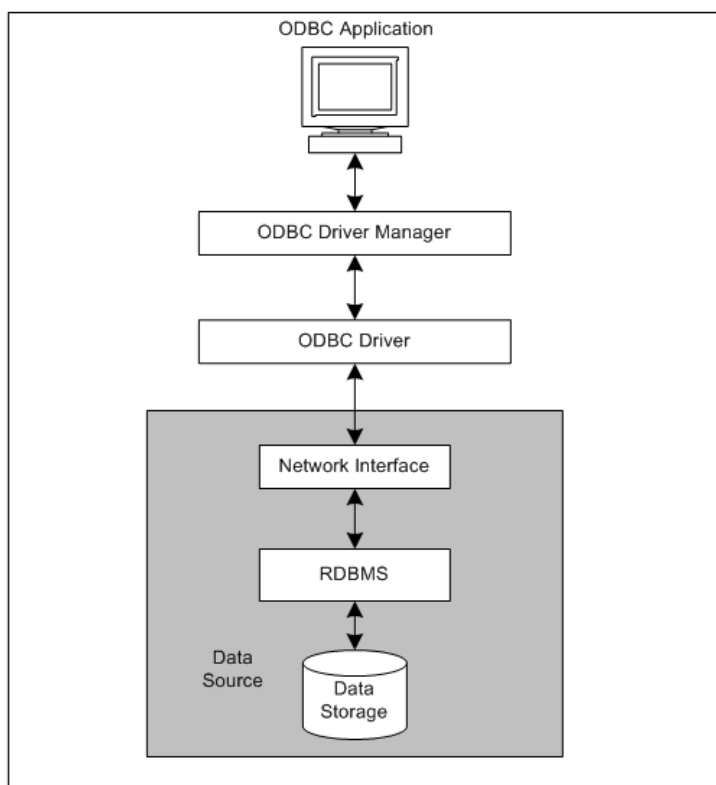 ODBC Application
ODBC Driver Manager
ODBC Driver
Network Interface
RDBMS
Data
Source
Data
Storage